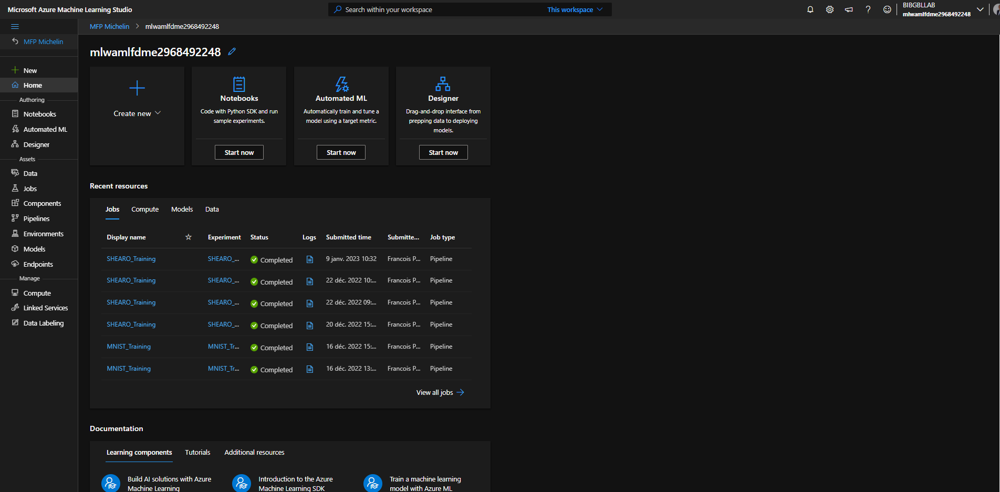 Microsoft Azure Machine Learning Studio
Search within your workspace
This workspace
BIBGBLLAB
mlwamlfdme2968492248
MFP Michelin
mlwamlfdme2968492248
MFP Michelin
New
Home
Authoring
Notebooks
Automated ML
Designer
Assets
Data
Jobs
Components
Pipelines
Environments
Models
Endpoints
Manage
Compute
Linked Services
Data Labeling
mlwamlfdme2968492248
Create new
Notebooks
Code with Python SDK and run
sample experiments.
Start now
Automated ML
Automatically train and tune a
model using a target metric.
Start now
Designer
Drag-and-drop interface from
prepping data to deploying
models.
Start now
Recent resources
Jobs Compute Models Data
Display name Experiment Status Logs Submitted time Submitte... Job type
SHEARO_Training SHEARO_... Completed 9 janv. 2023 10:32 Francois P... Pipeline
SHEARO_Training SHEARO_... Completed 22 déc. 2022 10:... Francois P... Pipeline
SHEARO_Training SHEARO_... Completed 22 déc. 2022 09:... Francois P... Pipeline
SHEARO_Training SHEARO_... Completed 20 déc. 2022 15:... Francois P... Pipeline
MNIST_Training MNIST_Tr... Completed 16 déc. 2022 15:... Francois P... Pipeline
MNIST_Training MNIST_Tr... Completed 16 déc. 2022 13:... Francois P... Pipeline
View all jobs
Documentation
Learning components Tutorials Additional resources
Build AI solutions with Azure
Machine Learning
Introduction to the Azure
Machine Learning SDK
Train a machine learning
model with Azure ML